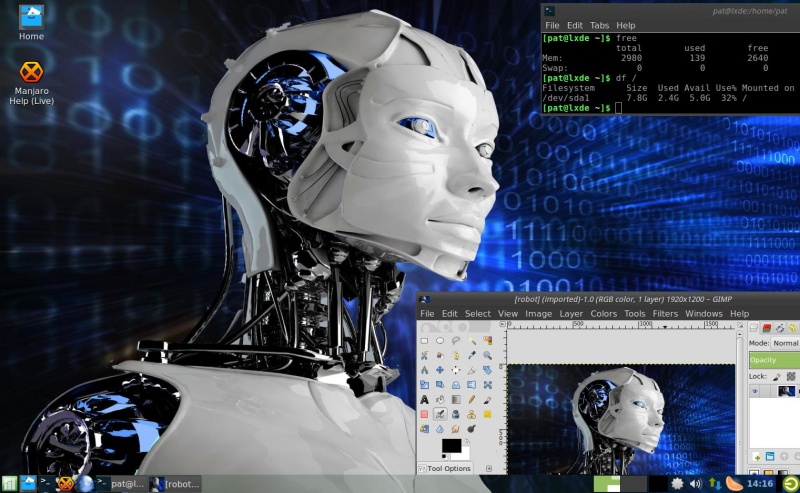 Home
Manjaro
Help (Live)
pat@lxde:/home/pat
File Edit Tabs Help
[pat@lxde ~]$ free
total used free
Mem: 2980 139 2640
Swap: 0 0 0
[pat@lxde ~]$ df /
Filesystem Size Used Avail Use% Mounted on
/dev/sda1 7.8G 2.4G 5.0G 32% /
[pat@lxde ~]$
[robot] (imported)-1.0 (RGB color, 1 layer) 1920x1200 – GIMP
File Edit Select View Image Layer Colors Tools Filters Windows Help
0 500 1000 1500
Mode: Normal
Opacity
Lock:
Tool Options
pat@l...
[robot...
14:16